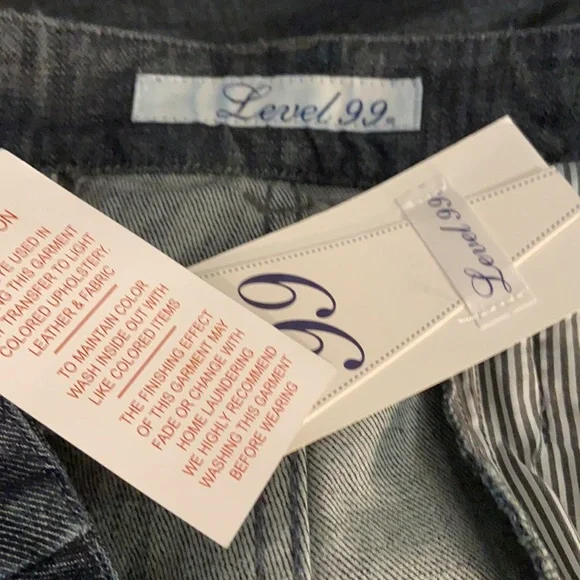 Level 99
Level 99
99
ON
YE USED IN
NG THIS GARMENT
Y TRANSFER TO LIGHT
COLORED UPHOLSTERY,
LEATHER & FABRIC
TO MAINTAIN COLOR
WASH INSIDE OUT WITH
LIKE COLORED ITEMS
THE FINISHING EFFECT
OF THIS GARMENT MAY
FADE OR CHANGE WITH
HOME LAUNDERING
WE HIGHLY RECOMMEND
WASHING THIS GARMENT
BEFORE WEARING